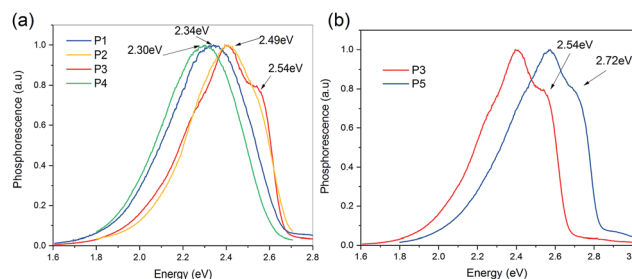 (a)
P1
P2
P3
P4
2.34eV
2.30eV
2.49eV
2.54eV
Phosphorescence (a.u)
1.0
0.8
0.6
0.4
0.2
0.0
1.6 1.8 2.0 2.2 2.4 2.6 2.8
Energy (eV)
(b)
P3
P5
2.54eV
2.72eV
Phosphorescence (a.u)
1.0
0.8
0.6
0.4
0.2
0.0
1.6 1.8 2.0 2.2 2.4 2.6 2.8
Energy (eV)